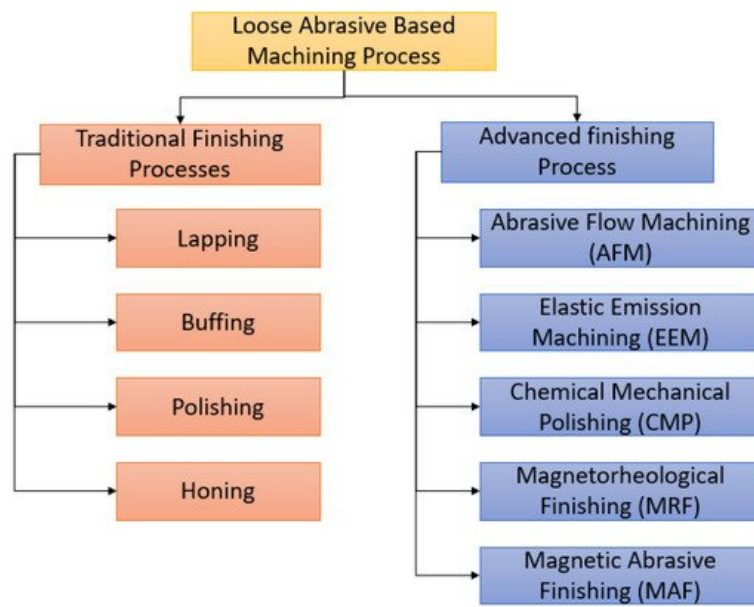 Loose Abrasive Based
Machining Process
Traditional Finishing
Processes
Lapping
Buffing
Polishing
Honing
Advanced finishing
Process
Abrasive Flow Machining
(AFM)
Elastic Emission
Machining (EEM)
Chemical Mechanical
Polishing (CMP)
Magnetorheological
Finishing (MRF)
Magnetic Abrasive
Finishing (MAF)